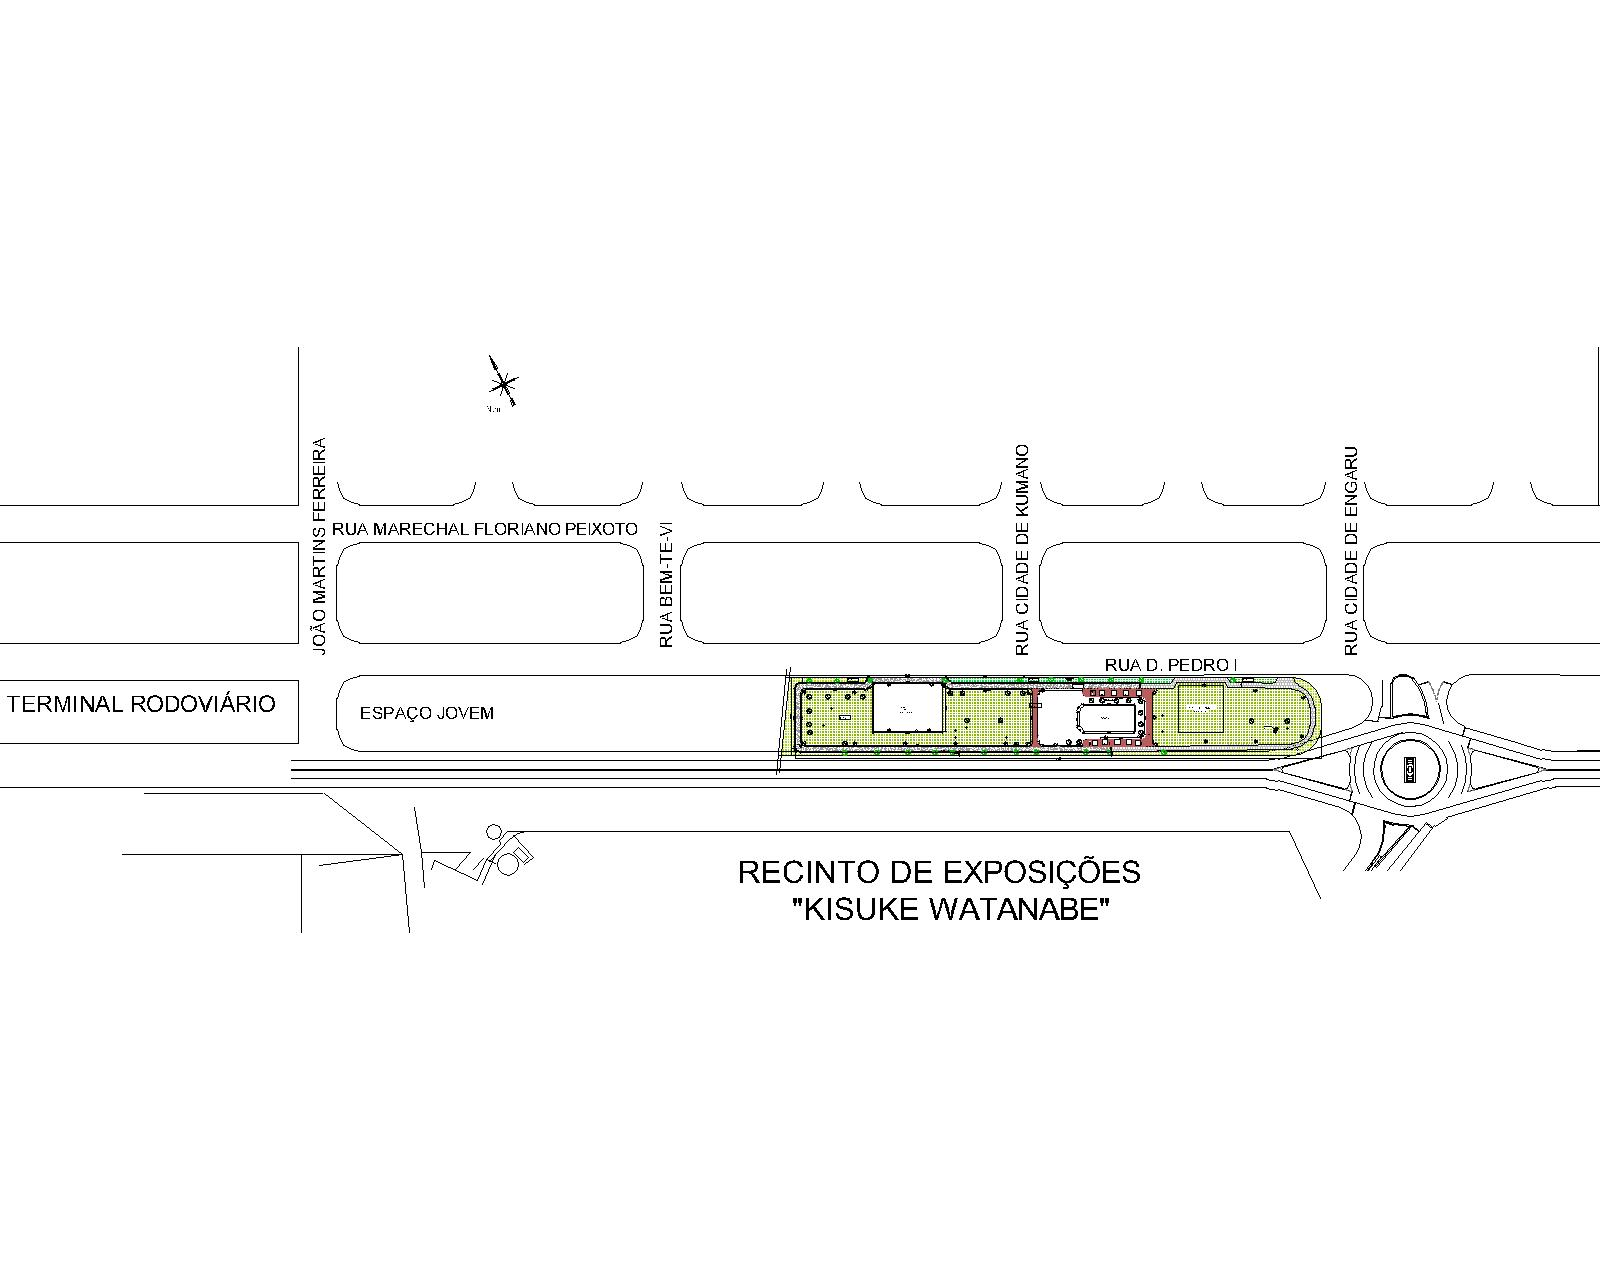 JOÃO MARTINS FERREIRA
RUA MARECHAL FLORIANO PEIXOTO
RUA BEM-TE-VI
RUA CIDADE DE KUMANO
RUA CIDADE DE ENGARU
RUA D. PEDRO I
TERMINAL RODOVIÁRIO
ESPAÇO JOVEM
RECINTO DE EXPOSIÇÕES
"KISUKE WATANABE"